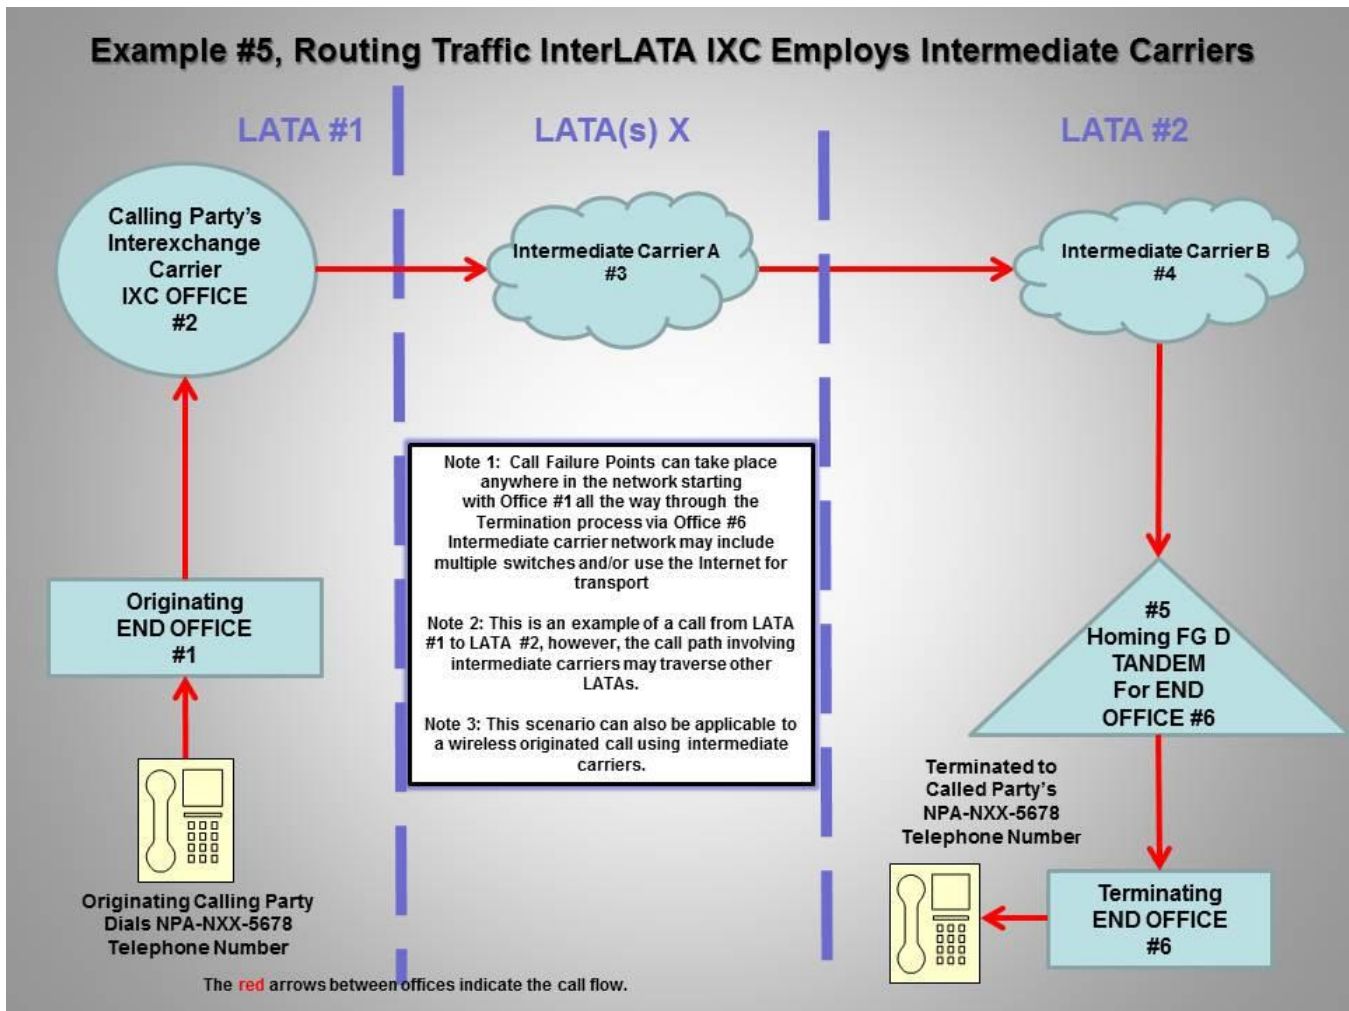 Example #5, Routing Traffic InterLATA IXC Employs Intermediate Carriers
LATA #1
LATA(s) X
LATA #2
Calling Party’s
Interexchange
Carrier
IXC OFFICE
#2
Intermediate Carrier A
#3
Intermediate Carrier B
#4
Note 1: Call Failure Points can take place
anywhere in the network starting
with Office #1 all the way through the
Termination process via Office #6
Intermediate carrier network may include
multiple switches and/or use the Internet for
transport
Note 2: This is an example of a call from LATA
#1 to LATA #2, however, the call path involving
intermediate carriers may traverse other
LATAs.
Note 3: This scenario can also be applicable to
a wireless originated call using intermediate
carriers.
Originating
END OFFICE
#1
#5
Homing FG D
TANDEM
For END
OFFICE #6
Terminated to
Called Party’s
NPA-NXX-5678
Telephone Number
Originating Calling Party
Dials NPA-NXX-5678
Telephone Number
Terminating
END OFFICE
#6
The red arrows between offices indicate the call flow.